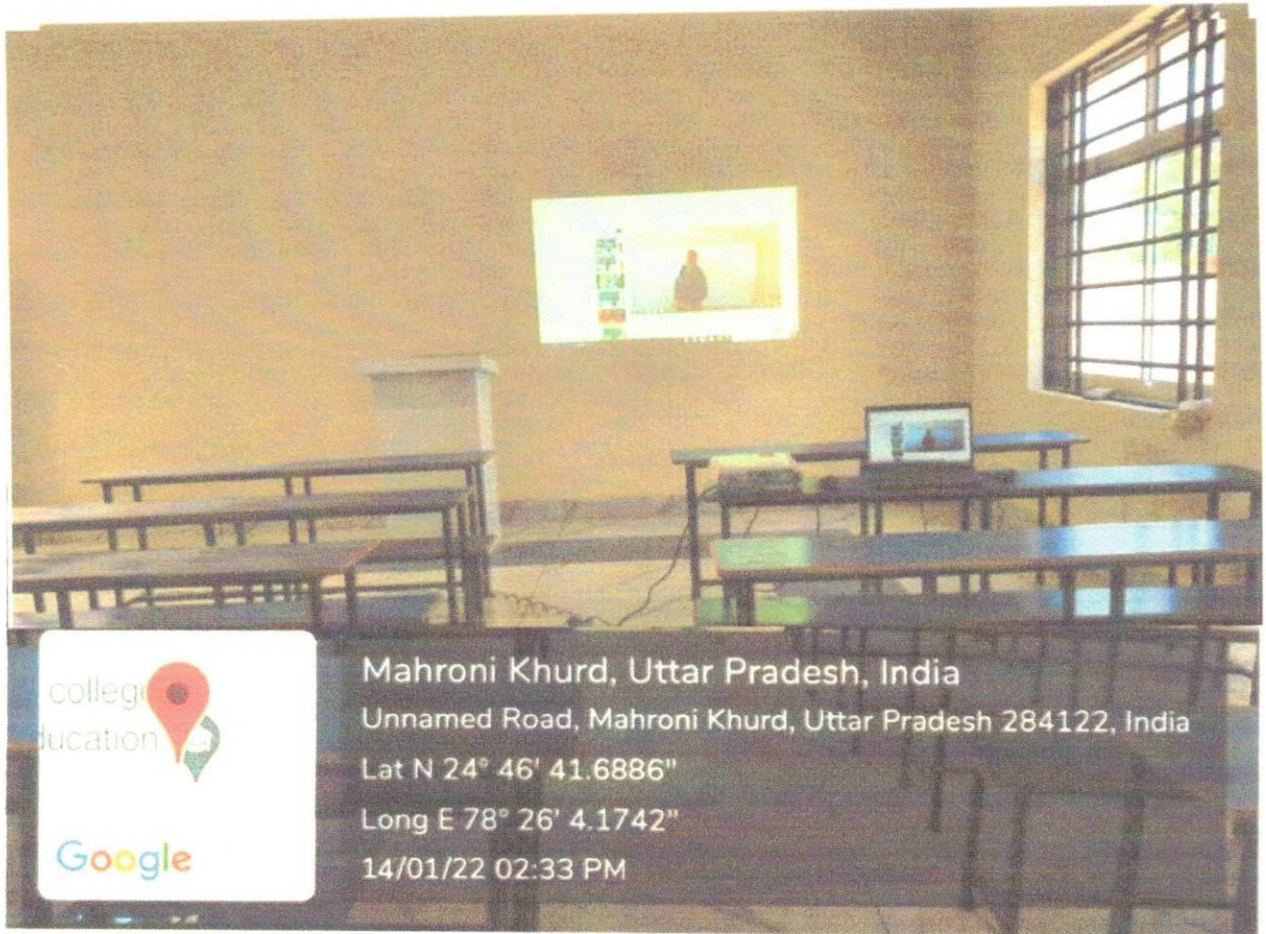 colleg
ducation
Google
Mahroni Khurd, Uttar Pradesh, India
Unnamed Road, Mahroni Khurd, Uttar Pradesh 284122, India
Lat N 24° 46' 41.6886"
Long E 78° 26' 4.1742"
14/01/22 02:33 PM